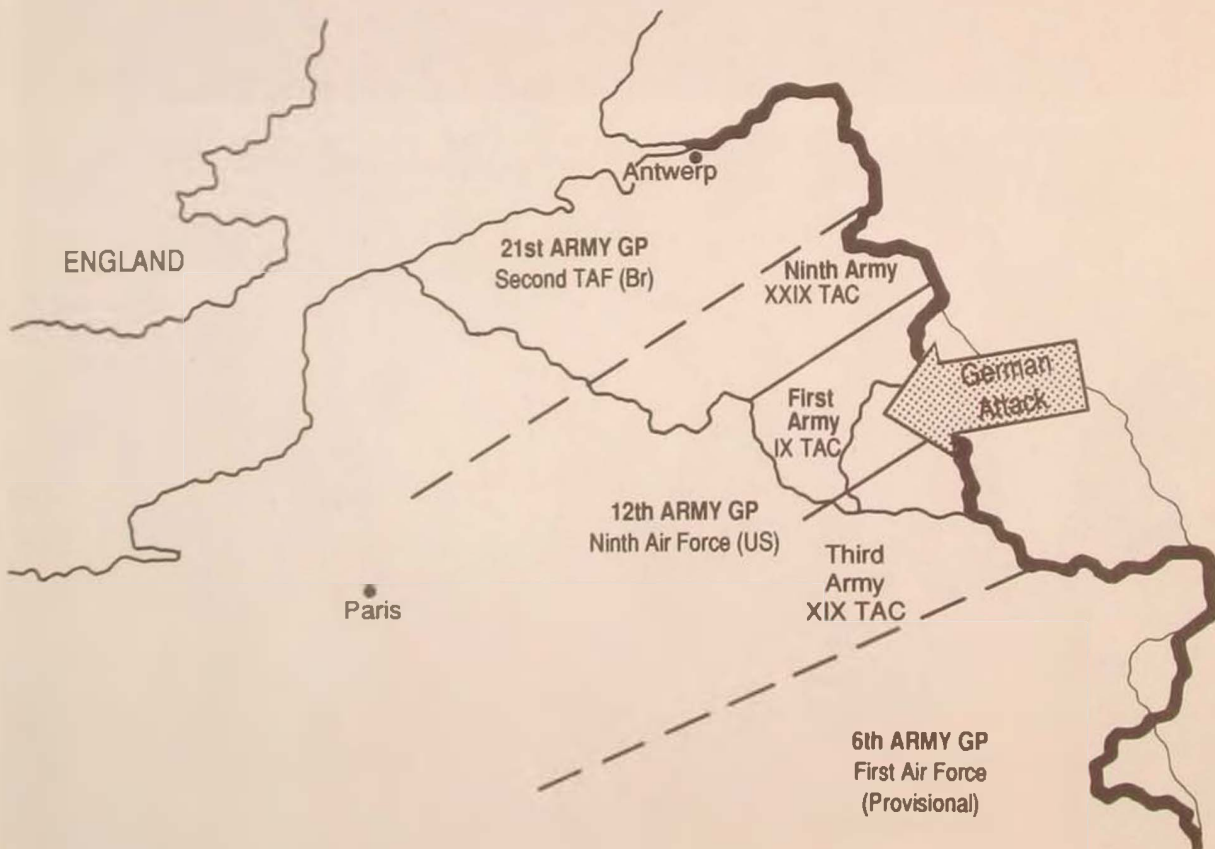 Antwerp
ENGLAND
21st ARMY GP
Second TAF (Br)
Ninth Army
XXIX TAC
German
Attack
First
Army
IX TAC
12th ARMY GP
Ninth Air Force (US)
Third
Army
XIX TAC
Paris
6th ARMY GP
First Air Force
(Provisional)